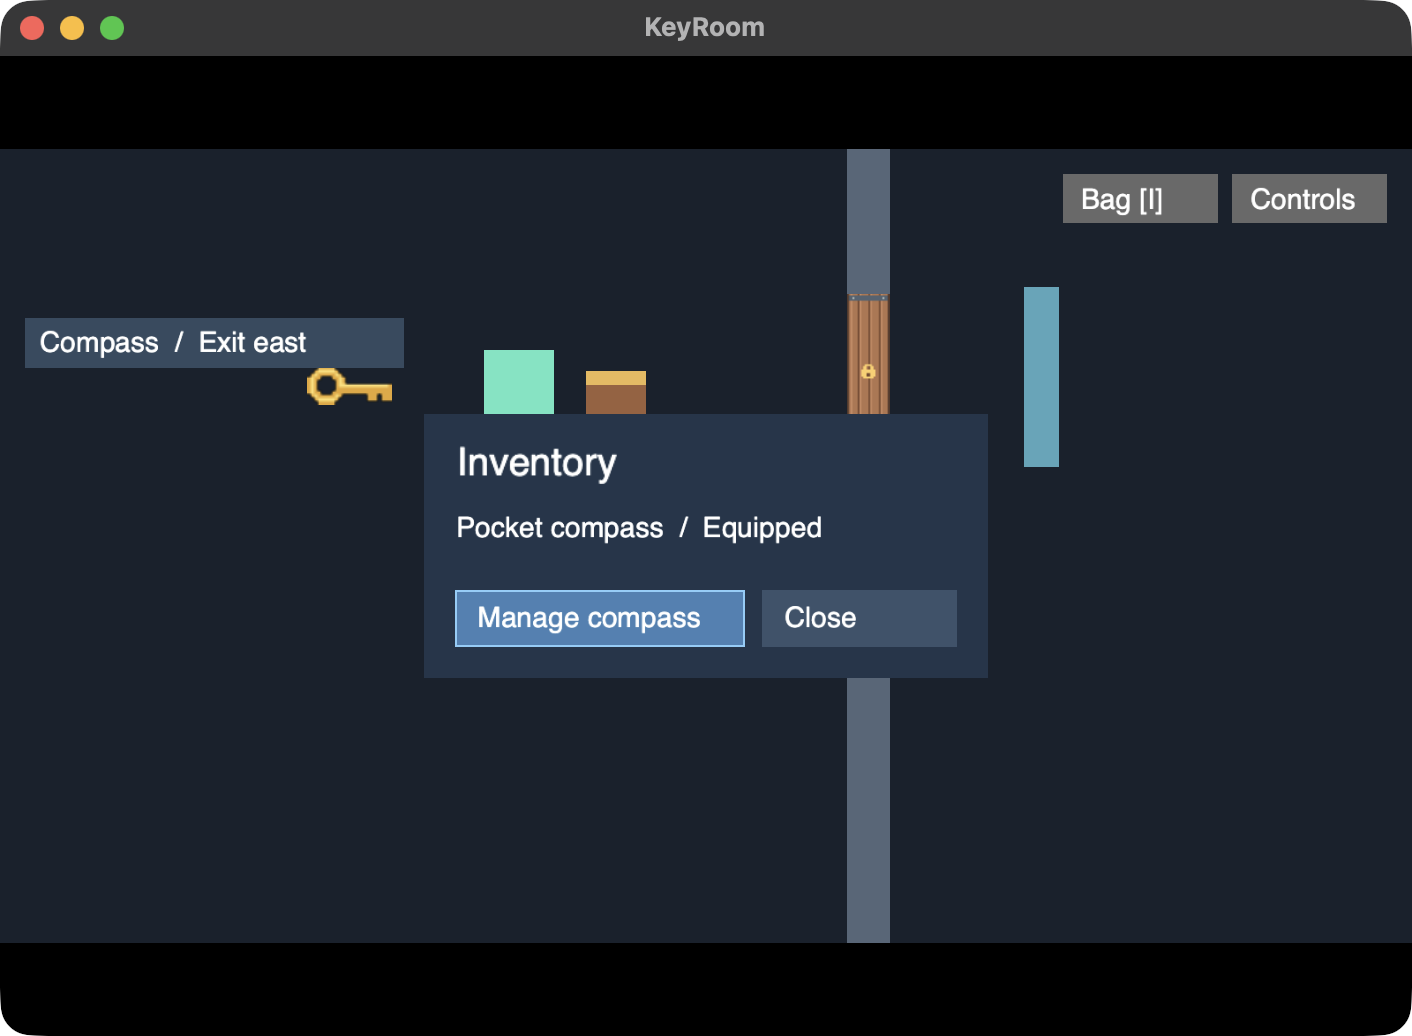 KeyRoom
Bag [I]
Controls
Compass / Exit east
Inventory
Pocket compass / Equipped
Manage compass
Close